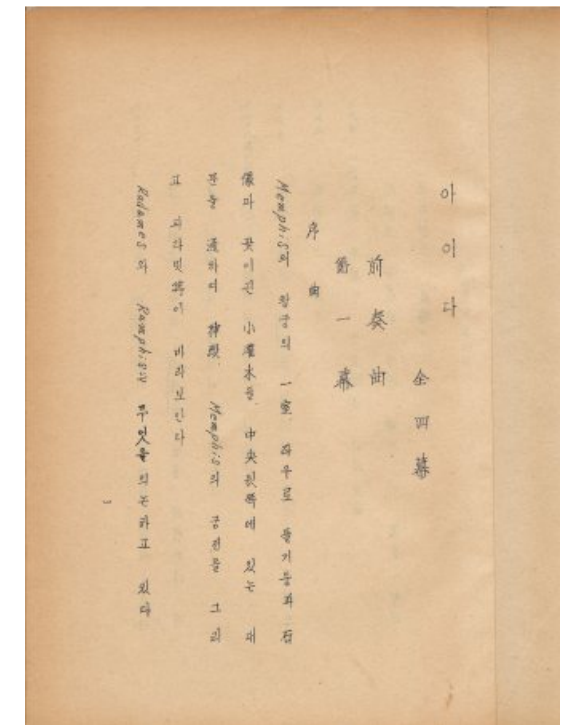 아이다
全四幕
前奏曲
第一幕
序曲
Memphis의 왕궁의 一室 좌우로 돌기둥과 石
像과 꽃이핀 小灌木들 中央뒷쪽에 있는 대
문을 通하여 神殿 Memphis의 궁전들 그리
고 피라밋等이 바라보인다
Radames와 Ramphis가 무엇을 의논하고 있다